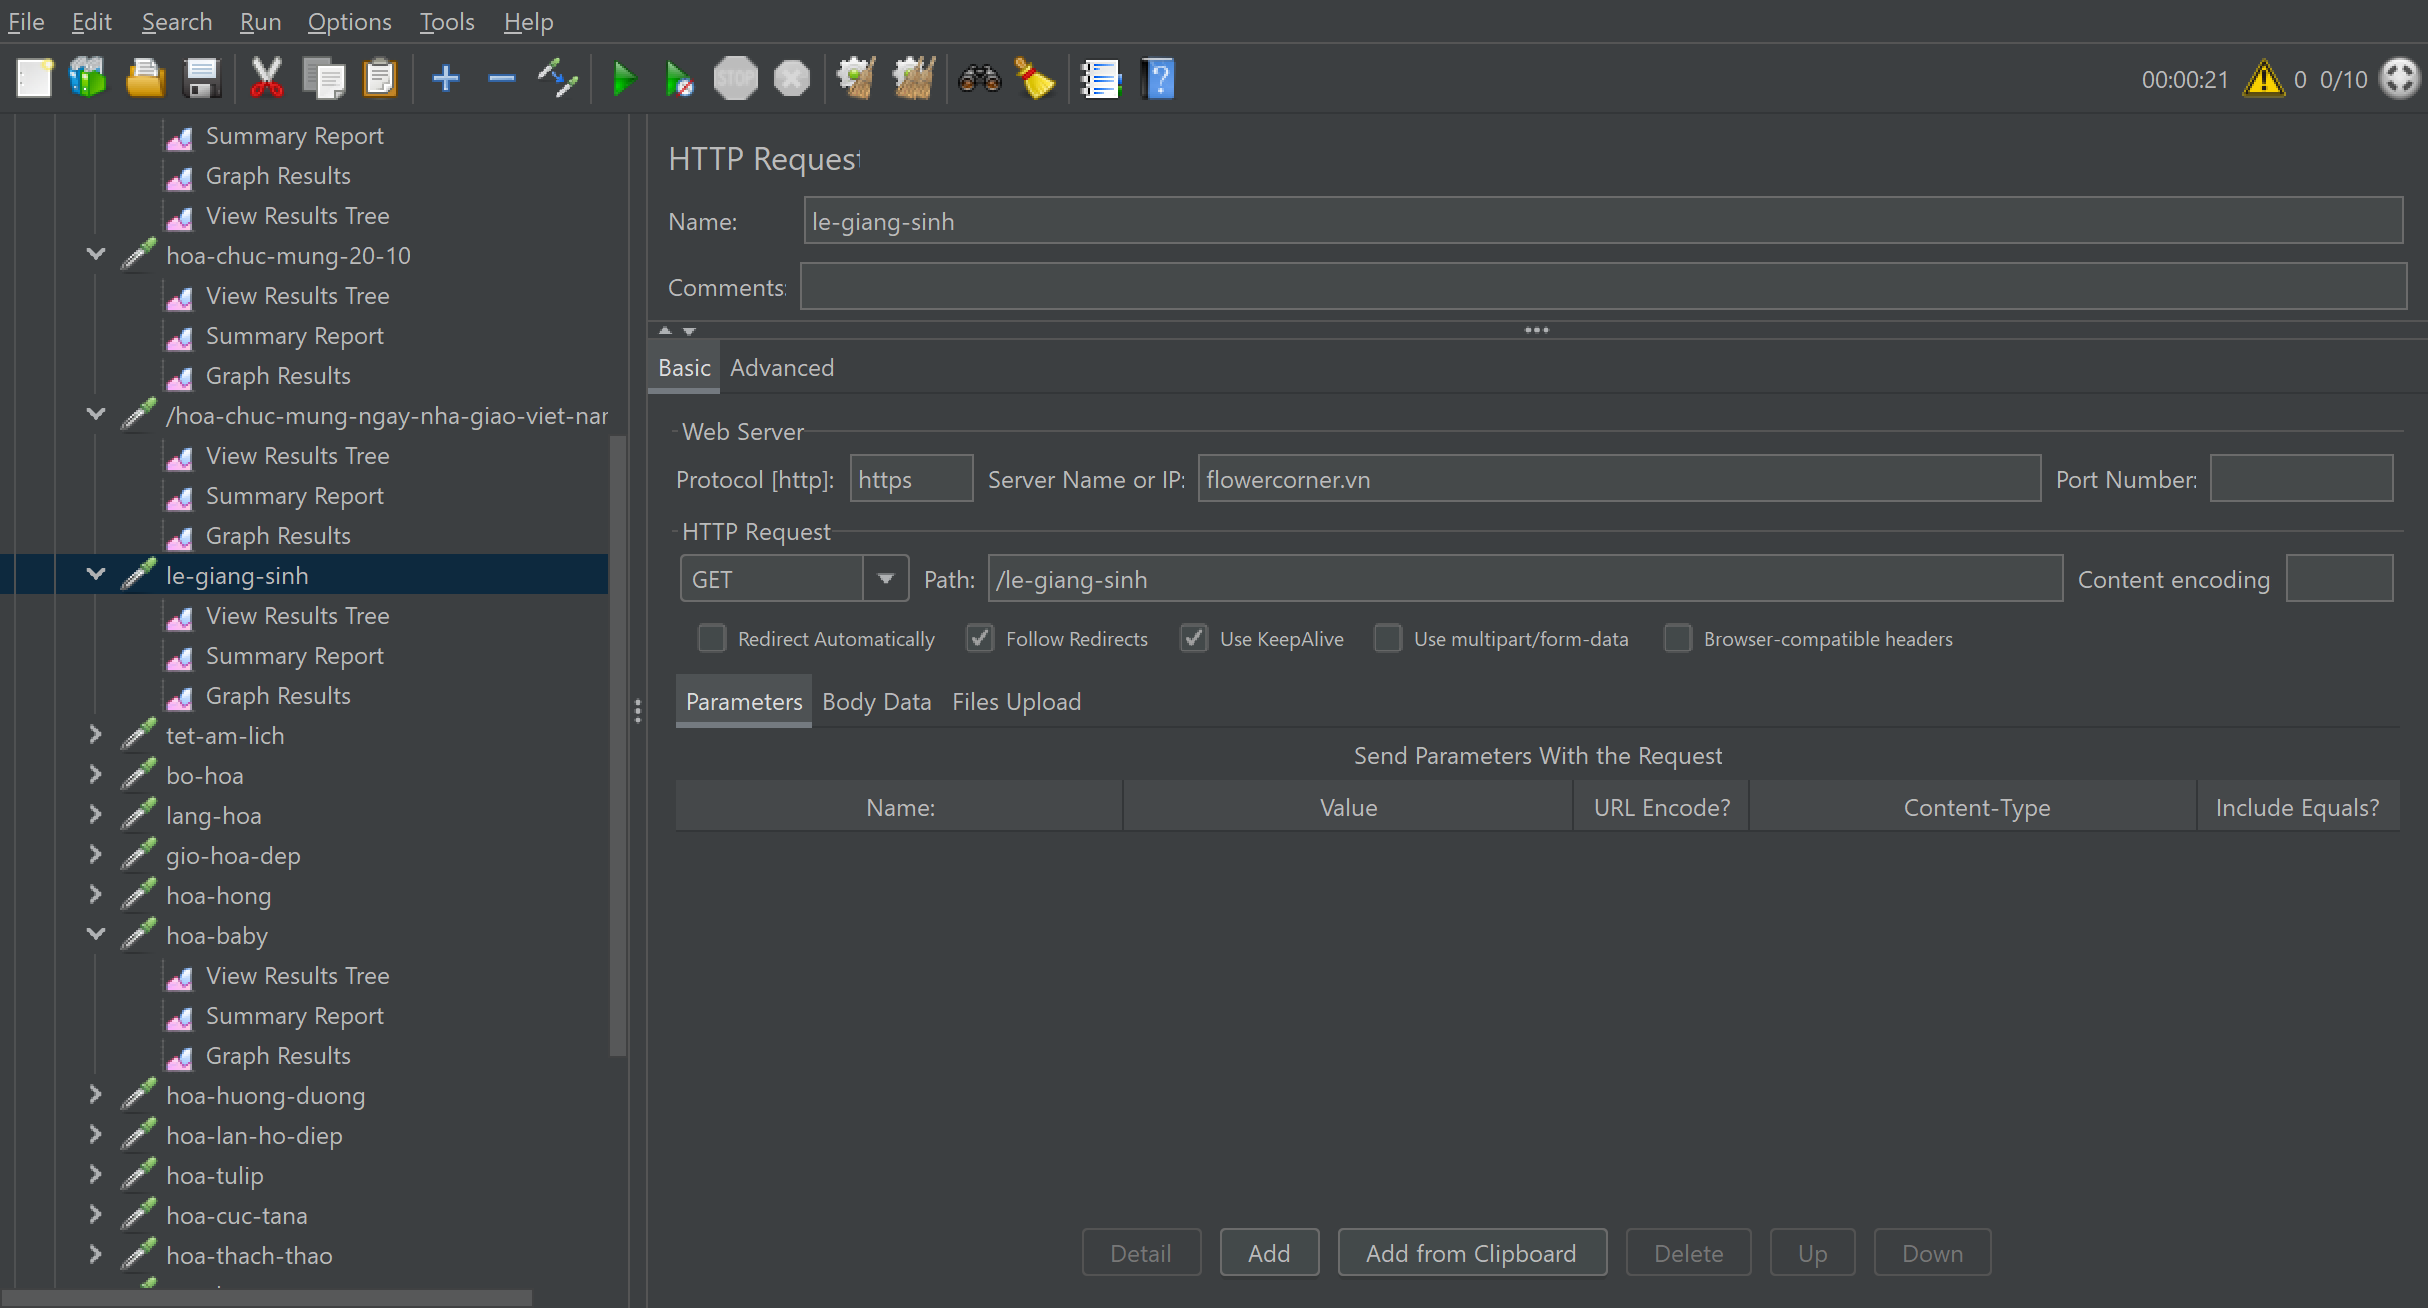 File Edit Search Run Options Tools Help
STOP
00:00:21 0 0/10
Summary Report
Graph Results
View Results Tree
hoa-chuc-mung-20-10
View Results Tree
Summary Report
Graph Results
/hoa-chuc-mung-ngay-nha-giao-viet-nar
View Results Tree
Summary Report
Graph Results
le-giang-sinh
View Results Tree
Summary Report
Graph Results
tet-am-lich
bo-hoa
lang-hoa
gio-hoa-dep
hoa-hong
hoa-baby
View Results Tree
Summary Report
Graph Results
hoa-huong-duong
hoa-lan-ho-diep
hoa-tulip
hoa-cuc-tana
hoa-thach-thao
HTTP Request
Name: le-giang-sinh
Comments:
Basic Advanced
Web Server
Protocol [http]: https Server Name or IP: flowercorner.vn Port Number:
HTTP Request
GET Path: /le-giang-sinh Content encoding
Redirect Automatically Follow Redirects Use KeepAlive Use multipart/form-data Browser-compatible headers
Parameters Body Data Files Upload
Send Parameters With the Request
Name: Value URL Encode? Content-Type Include Equals?
Detail Add Add from Clipboard Delete Up Down